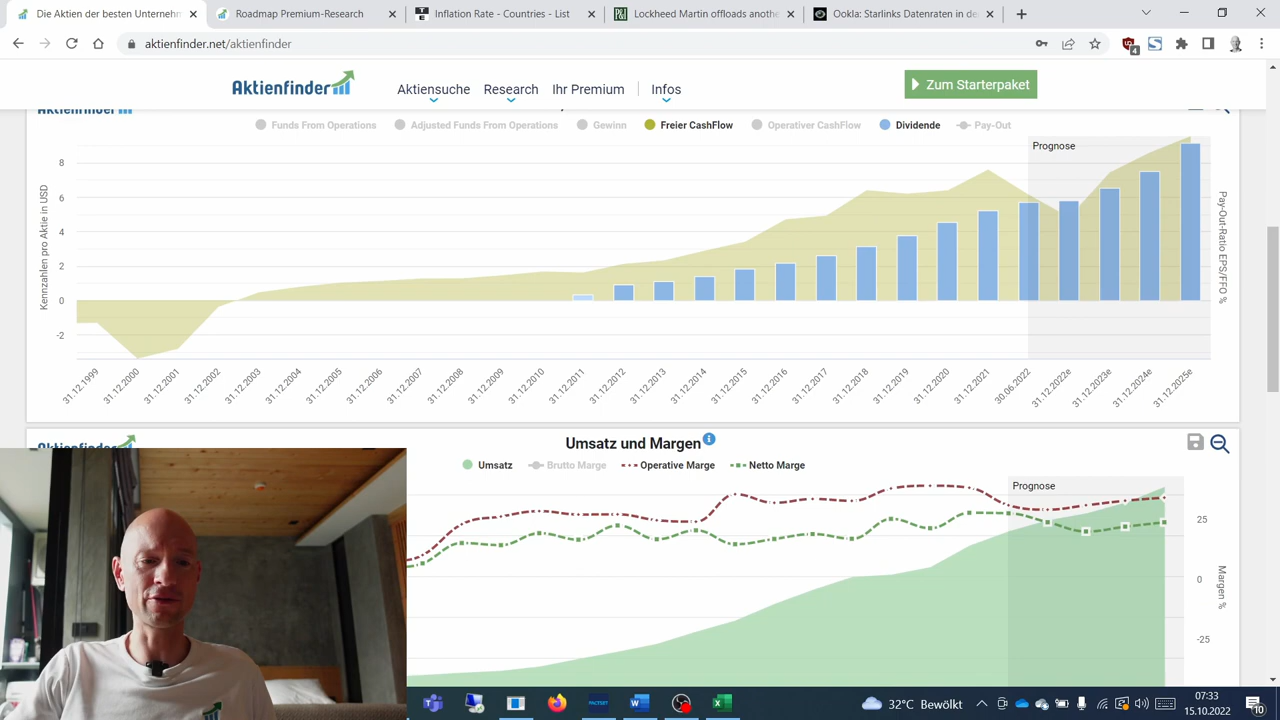 Die Akten der besten Unternehm
Roadmap Premium-Research
Inflation Rate - Countries - List
Lockheed Martin offloads anothe
Ookla: Starlinks Datenraten in de
aktienfinder.net/aktienfinder
4
Aktienfinder
Aktiensuche
Research
Ihr Premium
Infos
Zum Starterpaket
Aktienfinder
Funds From Operations
Adjusted Funds From Operations
Gewinn
Freier CashFlow
Operativer CashFlow
Dividende
Pay-Out
Prognose
Kennzahlen pro Aktie in USD
8
6
4
2
0
-2
Pay-Out-Ratio EPS/FFO %
31.12.1999
31.12.2000
31.12.2001
31.12.2002
31.12.2003
31.12.2004
31.12.2005
31.12.2006
31.12.2007
31.12.2008
31.12.2009
31.12.2010
31.12.2011
31.12.2012
31.12.2013
31.12.2014
31.12.2015
31.12.2016
31.12.2017
31.12.2018
31.12.2019
31.12.2020
31.12.2021
30.06.2022
31.12.2022e
31.12.2023e
31.12.2024e
31.12.2025e
Aktienfinder
Umsatz und Margen
Umsatz
Brutto Marge
Operative Marge
Netto Marge
Prognose
25
0
-25
Margen %
32°C Bewölkt
07:33
15.10.2022
10